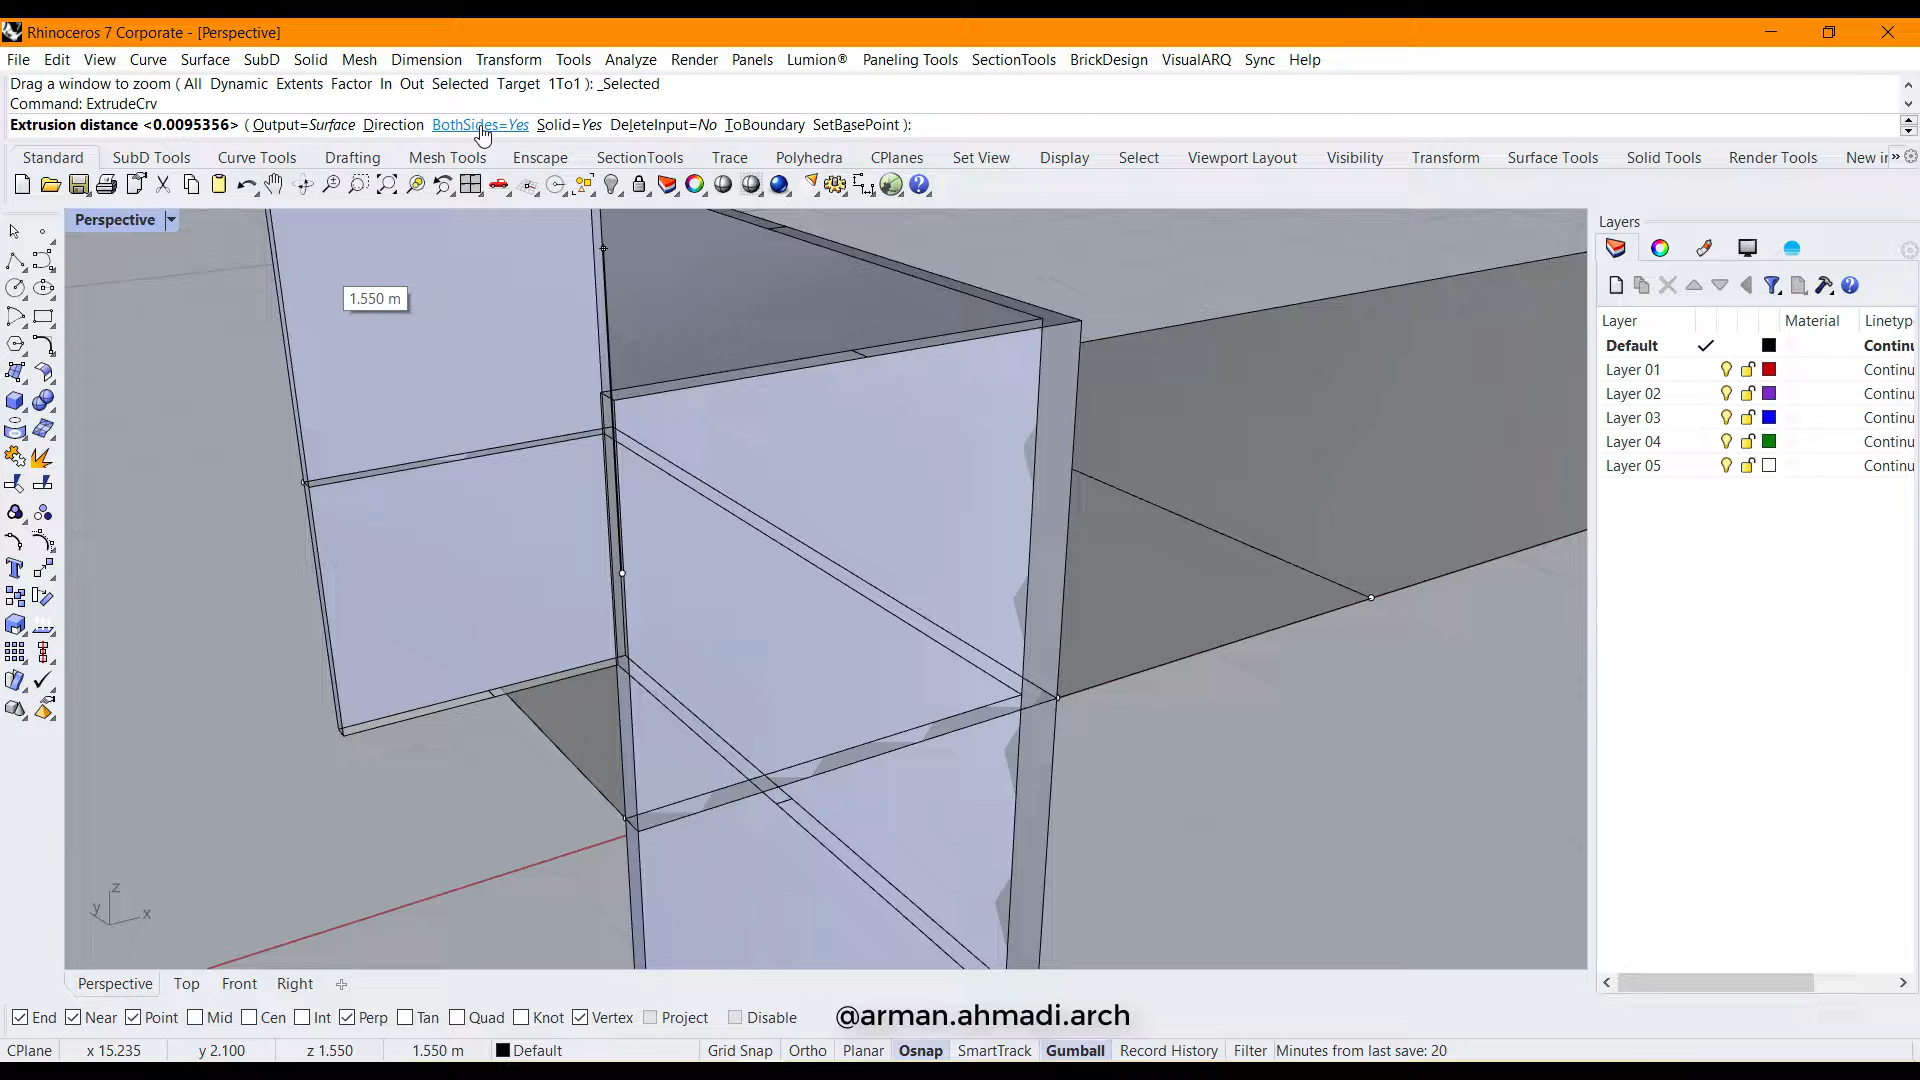 Rhinoceros 7 Corporate - [Perspective]
File Edit View Curve Surface Solid SubD Mesh Dimension Transform Tools Analyze Render Panels Lumion® Paneling Tools SectionTools BrickDesign VisualARQ Sync Help
Drag a window to zoom ( All Dynamic Extents Factor In Out Selected Target 1To1 ): _Selected
Command: ExtrudeCrv
Extrusion distance <0.0095356> ( Output=Surface Direction BothSides=Yes Solid=Yes DeleteInput=No ToBoundary SetBasePoint ):
Standard SubD Tools Curve Tools Drafting Mesh Tools Enscape SectionTools Trace Polyhedra CPlanes Set View Display Select Viewport Layout Visibility Transform Surface Tools Solid Tools Render Tools New in »
Perspective
Layers
1.550 m
Layer Material Linetyp
Default Continu
Layer 01 Continu
Layer 02 Continu
Layer 03 Continu
Layer 04 Continu
Layer 05 Continu
z
y x
Perspective Top Front Right
End Near Point Mid Cen Int Perp Tan Quad Knot Vertex Project Disable
@arman.ahmadi.arch
CPlane x 15.235 y 2.100 z 1.550 1.550 m Default Grid Snap Ortho Planar Osnap SmartTrack Gumball Record History Filter Minutes from last save: 20